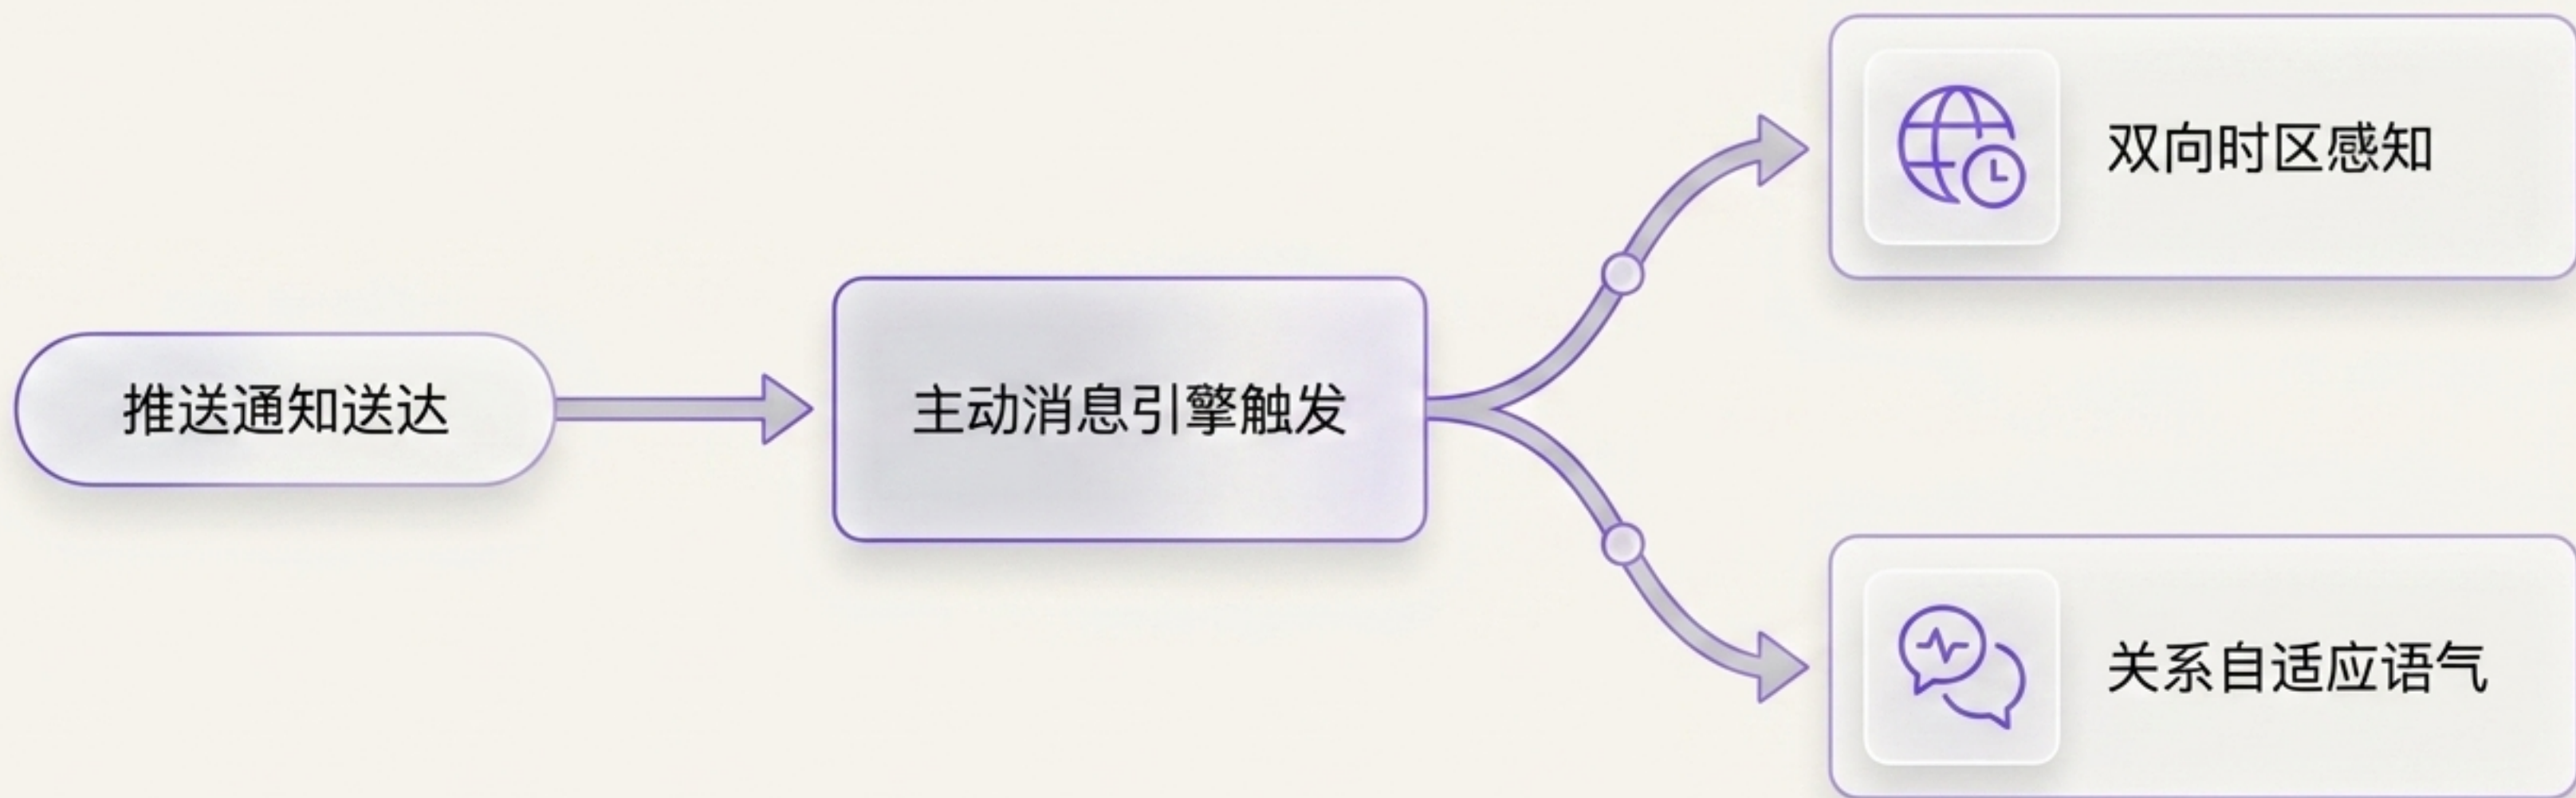 推送通知送达
主动消息引擎触发
双向时区感知
关系自适应语气